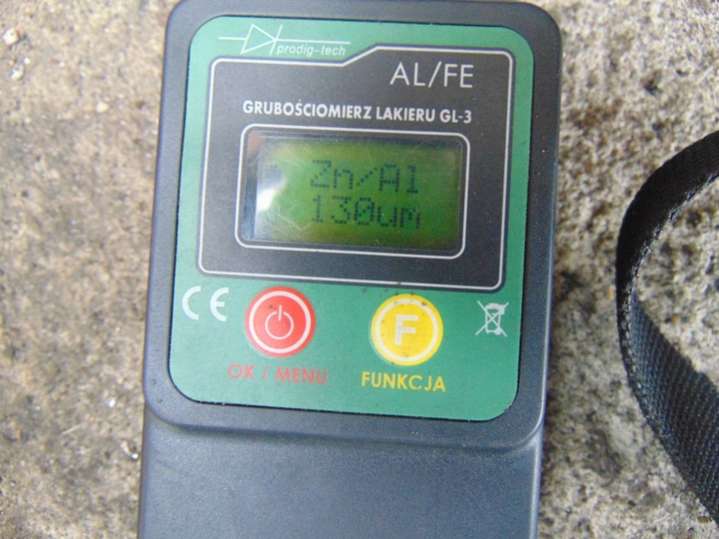 prodig-tech
AL/FE
GRUBOŚCIOMIERZ LAKIERU GL-3
Zn/Al
130um
CE
F
OK / MENU
FUNKCJA